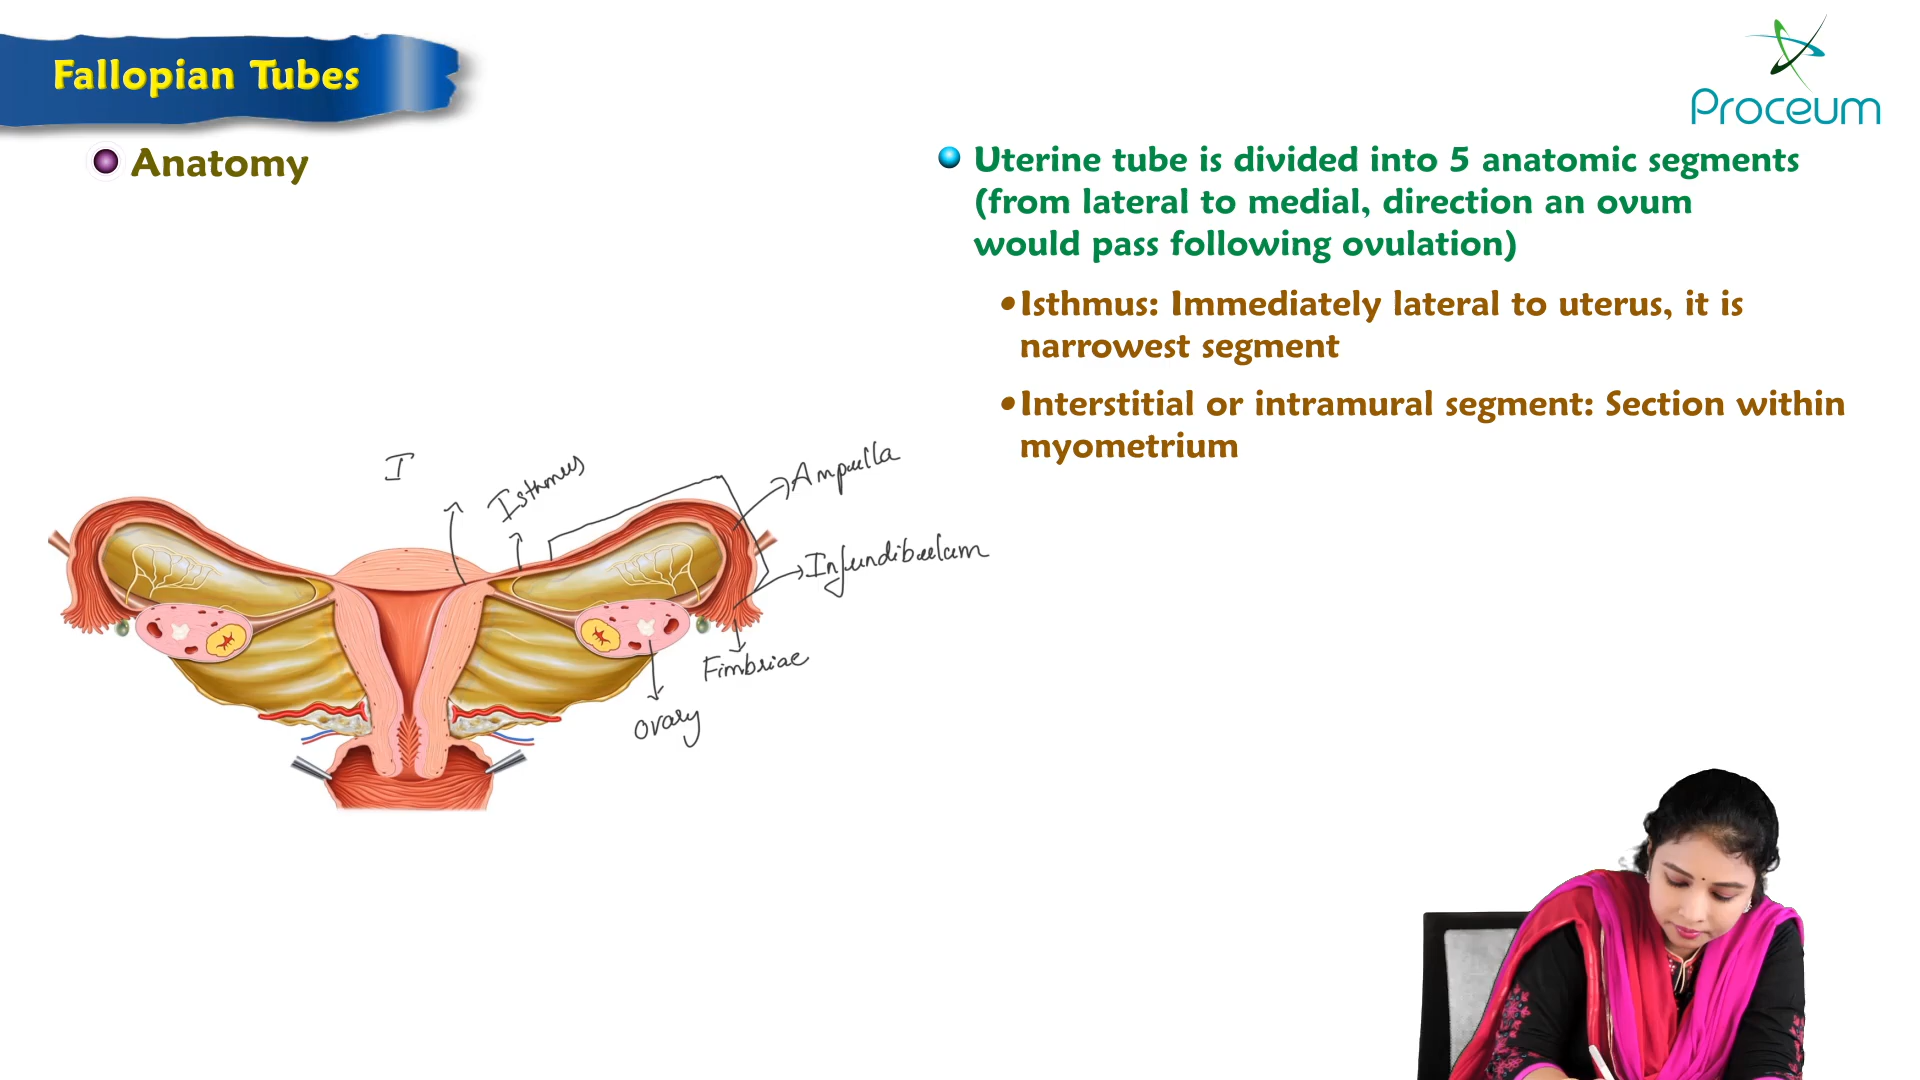 Fallopian Tubes
Proceum
Anatomy
Uterine tube is divided into 5 anatomic segments
(from lateral to medial, direction an ovum
would pass following ovulation)
•Isthmus: Immediately lateral to uterus, it is
narrowest segment
•Interstitial or intramural segment: Section within
myometrium
I
Isthmus
Ampulla
Infundibulum
Fimbriae
Ovary